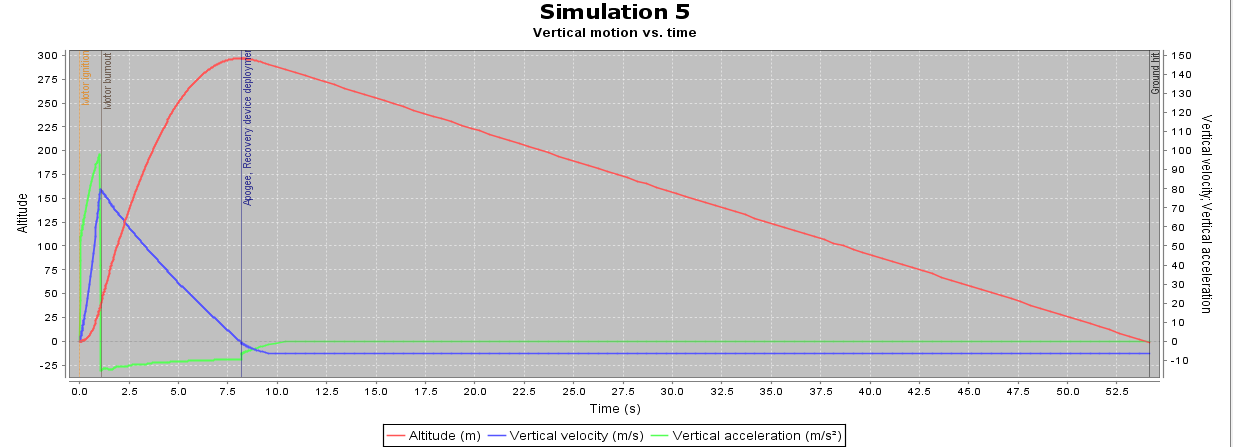 Simulation 5
Vertical motion vs. time
Motor ignition
Motor burnout
Apogee, Recovery device deployme
Ground hit
Altitude
300
275
250
225
200
175
150
125
100
75
50
25
0
-25
150
140
130
120
110
100
90
80
70
60
50
40
30
20
10
0
-10
Vertical velocity; Vertical acceleration
0.0 2.5 5.0 7.5 10.0 12.5 15.0 17.5 20.0 22.5 25.0 27.5 30.0 32.5 35.0 37.5 40.0 42.5 45.0 47.5 50.0 52.5
Time (s)
Altitude (m) Vertical velocity (m/s) Vertical acceleration (m/s²)